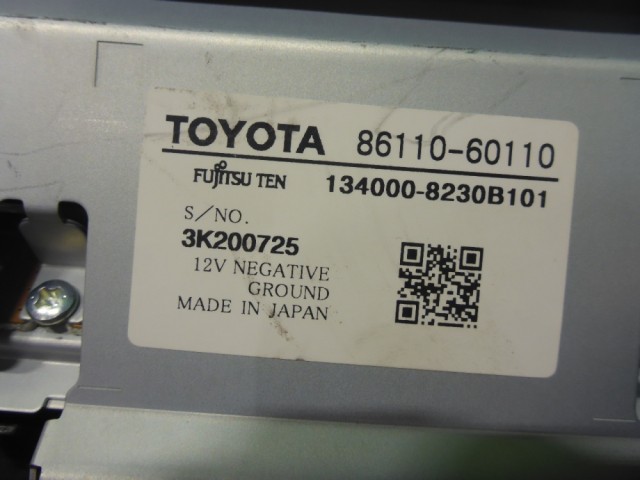 TOYOTA 86110-60110
FUJITSU TEN 134000-8230B101
S/NO.
3K200725
12V NEGATIVE
GROUND
MADE IN JAPAN